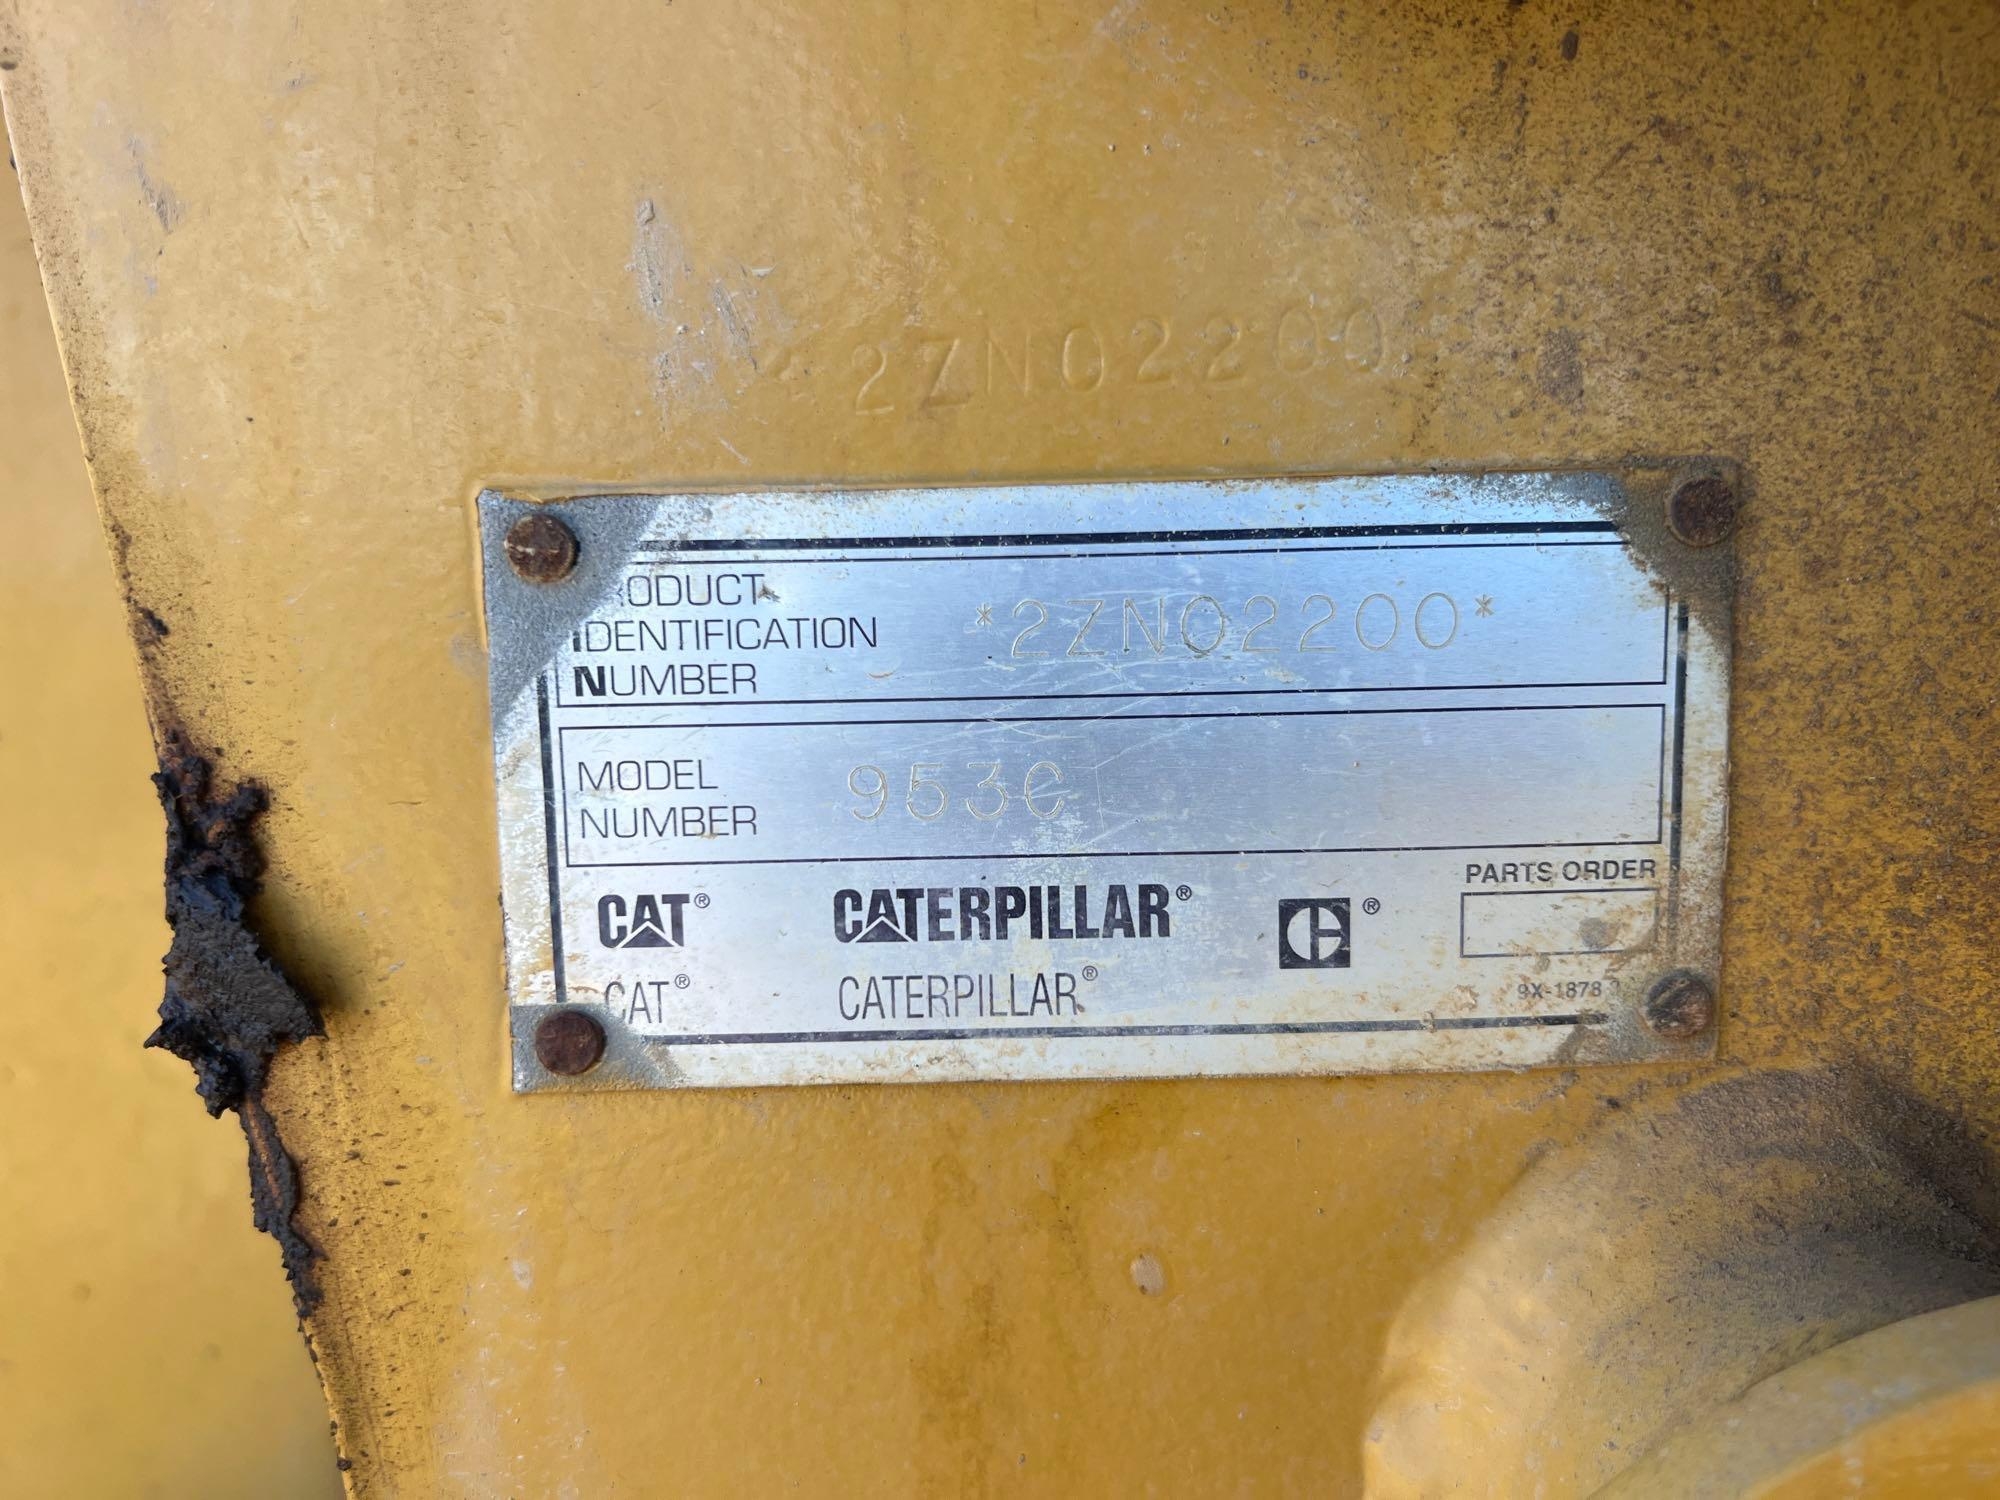 2ZN02200
PRODUCT
IDENTIFICATION
NUMBER
*2ZN02200*
MODEL
NUMBER
953C
CAT® CATERPILLAR® ®
PARTS ORDER
CAT® CATERPILLAR®
9X-1878